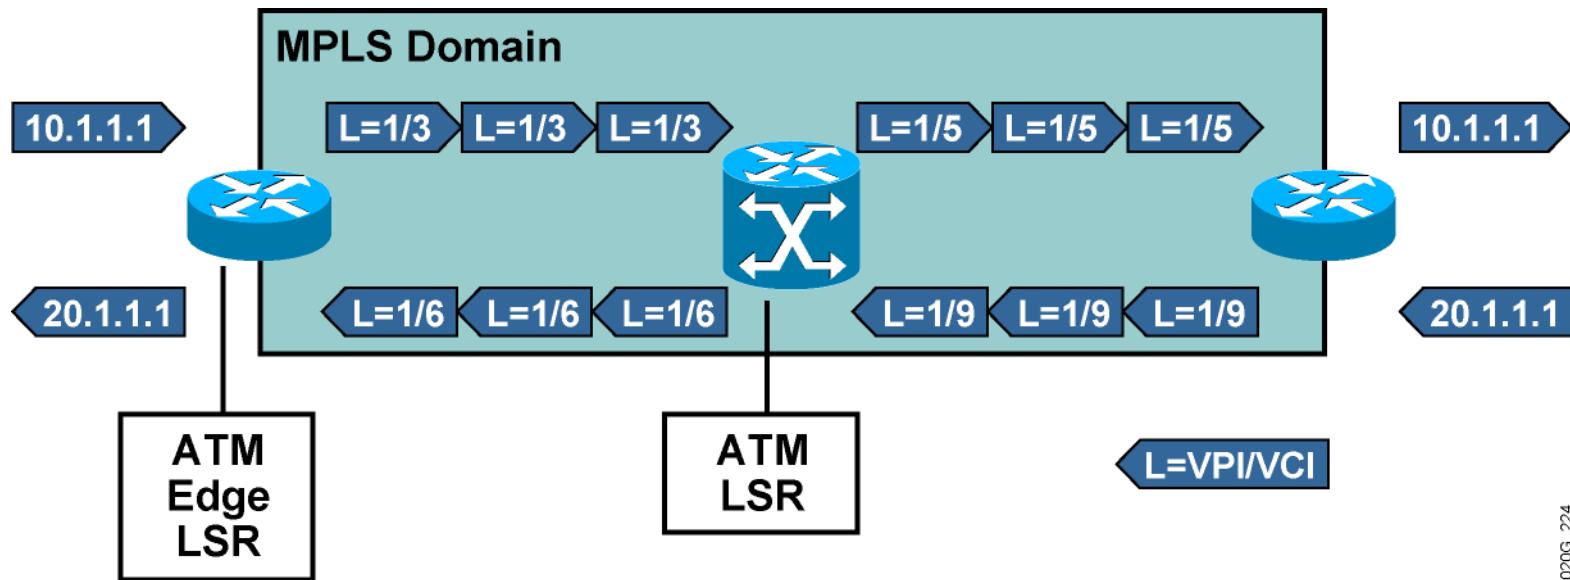 MPLS Domain
10.1.1.1
L=1/3 L=1/3 L=1/3
L=1/5 L=1/5 L=1/5
10.1.1.1
20.1.1.1
L=1/6 L=1/6 L=1/6
L=1/9 L=1/9 L=1/9
20.1.1.1
ATM
Edge
LSR
ATM
LSR
L=VPI/VCI
020G_224